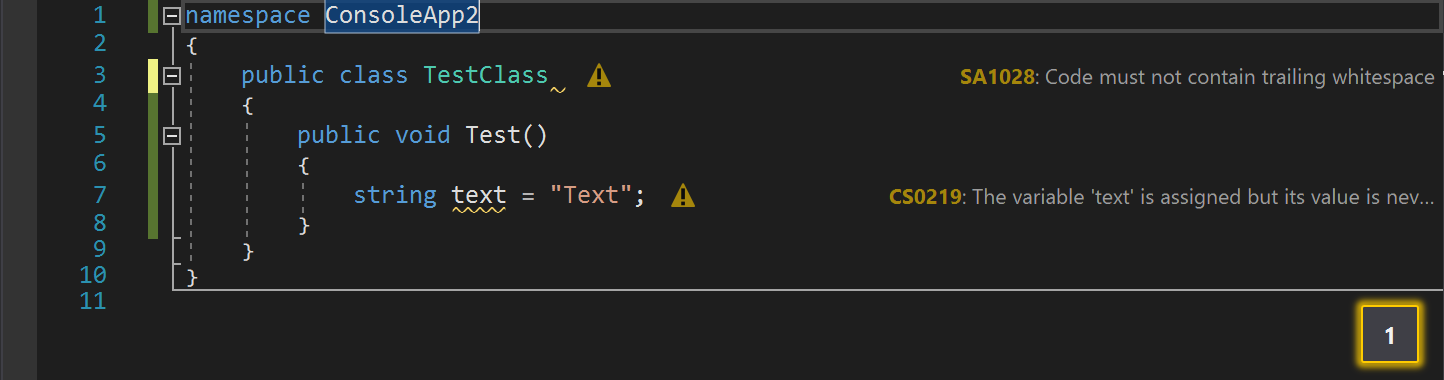 1 namespace ConsoleApp2
2 {
3 public class TestClass SA1028: Code must not contain trailing whitespace
4 {
5 public void Test()
6 {
7 string text = "Text"; CS0219: The variable 'text' is assigned but its value is nev...
8 }
9 }
10 }
11
1